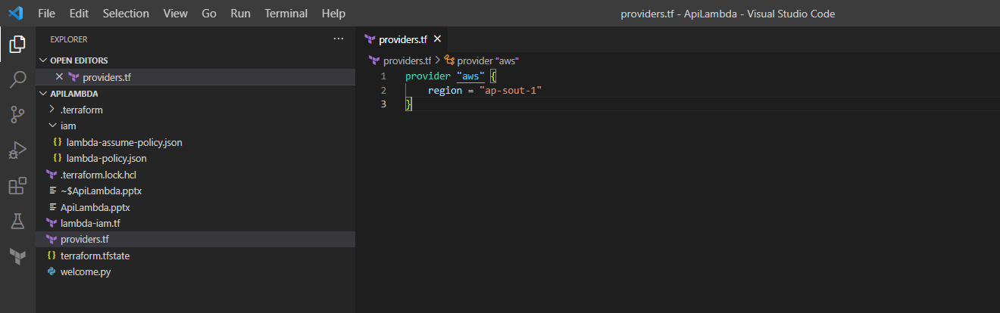 File Edit Selection View Go Run Terminal Help
providers.tf - ApiLambda - Visual Studio Code
EXPLORER
OPEN EDITORS
providers.tf
APILAMBDA
.terraform
iam
lambda-assume-policy.json
lambda-policy.json
.terraform.lock.hcl
~$ApiLambda.pptx
ApiLambda.pptx
lambda-iam.tf
providers.tf
terraform.tfstate
welcome.py
providers.tf
providers.tf > provider "aws"
1 provider "aws" {
2 region = "ap-sout-1"
3 }